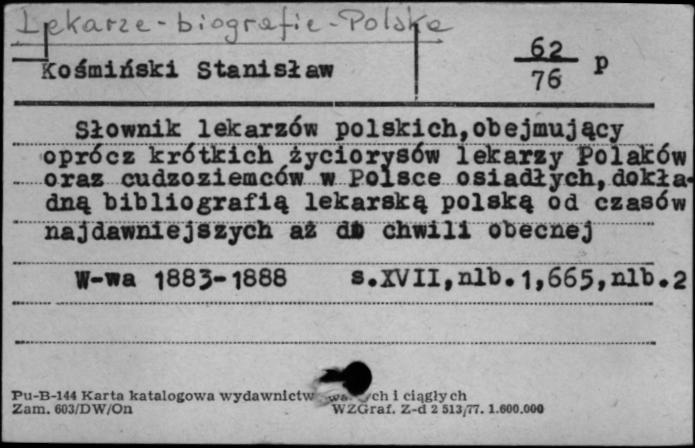 Lekarze - biografie - Polska
Kośmiński Stanisław
62
76 p
Słownik lekarzów polskich,obejmujący
oprócz krótkich życiorysów lekarzy Polaków
oraz cudzoziemców w Polsce osiadłych,dokła-
dną bibliografią lekarską polską od czasów
najdawniejszych aż do chwili obecnej
W-wa 1883-1888 s.XVII,nlb.1,665,nlb.2
Pu-B-144 Karta katalogowa wydawnictw i ciągłych
Zam. 603/DW/On WZGraf. Z-d 2 513/77. 1.600.000